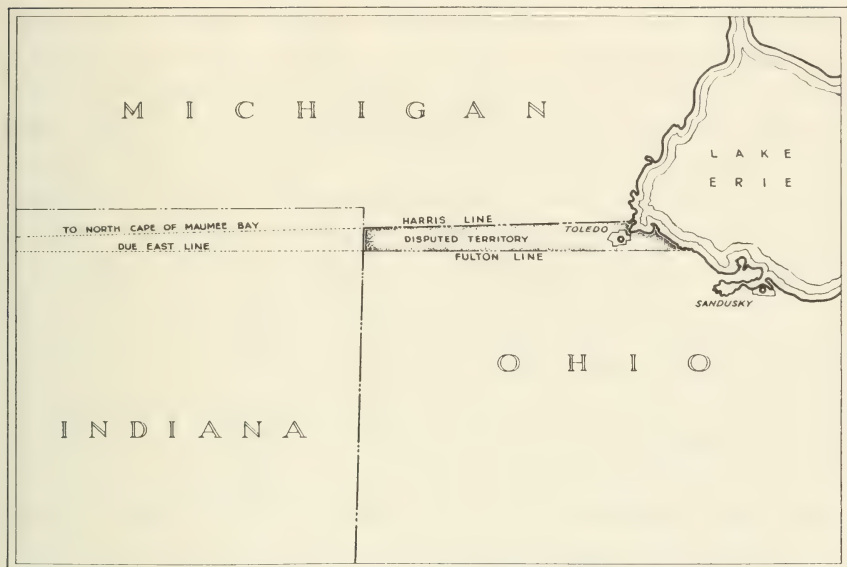 MICHIGAN
LAKE
ERIE
HARRIS LINE
TO NORTH CAPE OF MAUMEE BAY
TOLEDO
DISPUTED TERRITORY
DUE EAST LINE
FULTON LINE
SANDUSKY
OHIO
INDIANA